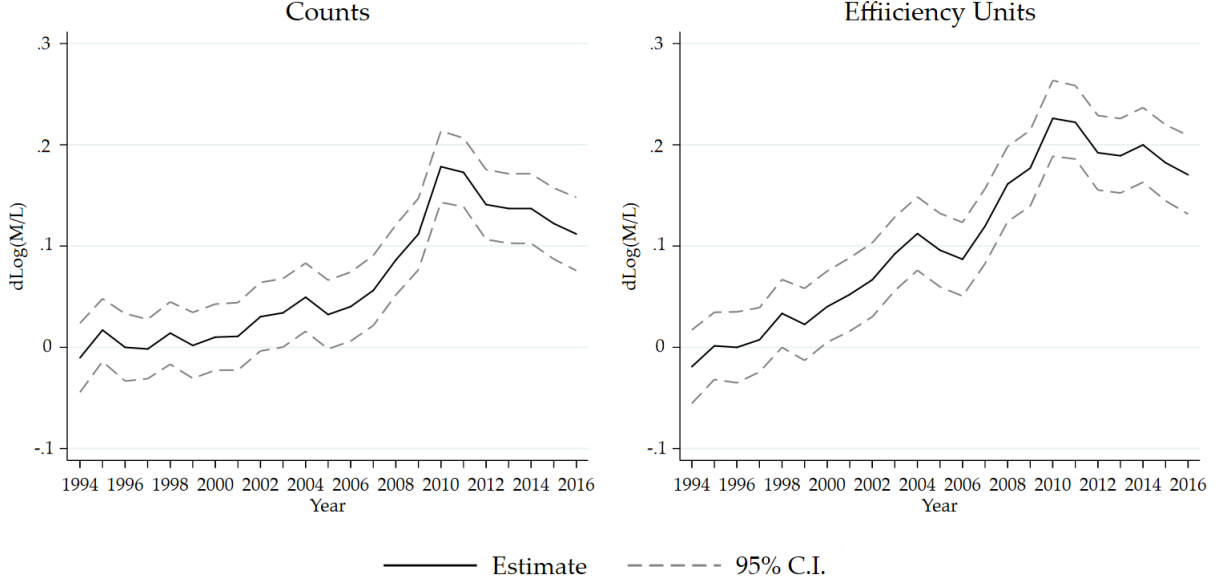 Counts
.3
.2
.1
0
-.1
dLog(M/L)
1994 1996 1998 2000 2002 2004 2006 2008 2010 2012 2014 2016
Year
Effiiciency Units
.3
.2
.1
0
-.1
dLog(M/L)
1994 1996 1998 2000 2002 2004 2006 2008 2010 2012 2014 2016
Year
Estimate 95% C.I.